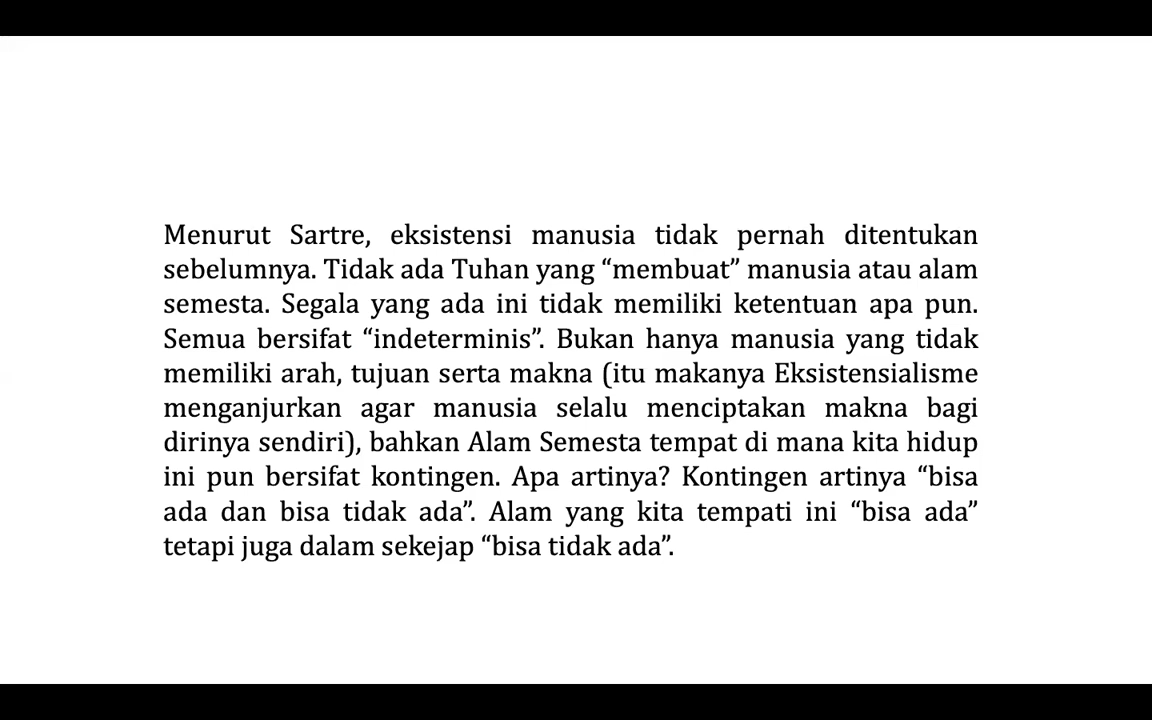 Menurut Sartre, eksistensi manusia tidak pernah ditentukan
sebelumnya. Tidak ada Tuhan yang “membuat” manusia atau alam
semesta. Segala yang ada ini tidak memiliki ketentuan apa pun.
Semua bersifat “indeterminis”. Bukan hanya manusia yang tidak
memiliki arah, tujuan serta makna (itu makanya Eksistensialisme
menganjurkan agar manusia selalu menciptakan makna bagi
dirinya sendiri), bahkan Alam Semesta tempat di mana kita hidup
ini pun bersifat kontingen. Apa artinya? Kontingen artinya “bisa
ada dan bisa tidak ada”. Alam yang kita tempati ini “bisa ada”
tetapi juga dalam sekejap “bisa tidak ada”.